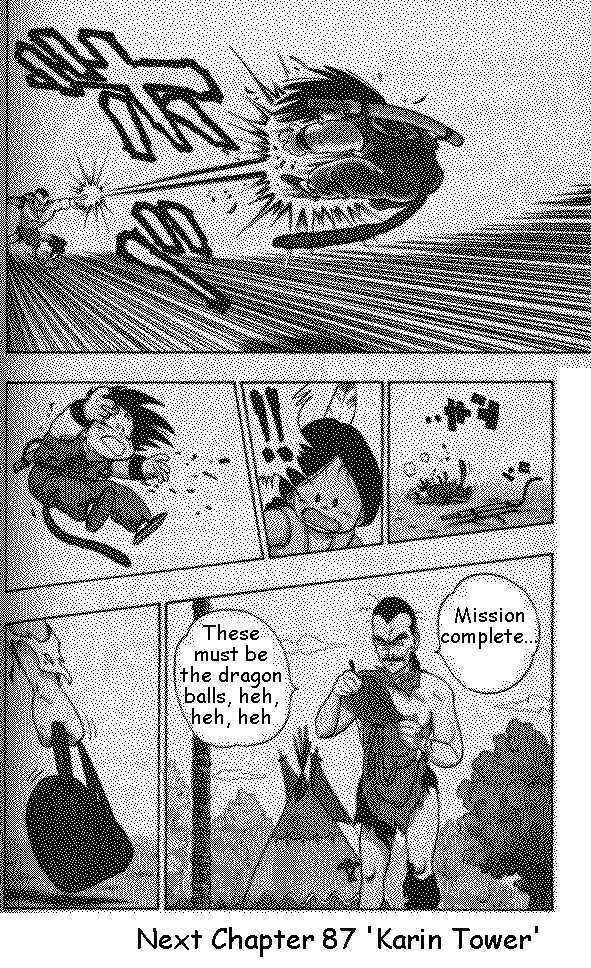 !!
Mission
complete...
These
must be
the dragon
balls, heh,
heh, heh
Next Chapter 87 'Karin Tower'